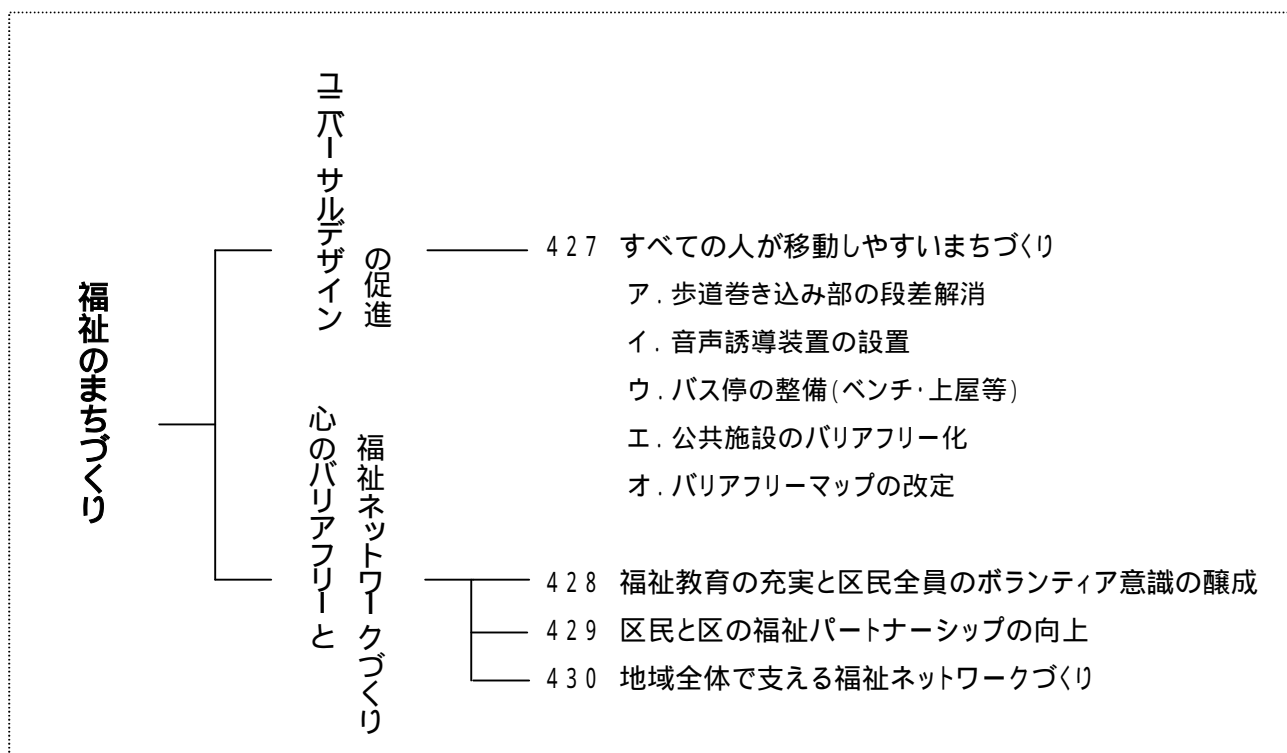 福祉のまちづくり
ユニバーサルデザイン
の促進
427 すべての人が移動しやすいまちづくり
ア．歩道巻き込み部の段差解消
イ．音声誘導装置の設置
ウ．バス停の整備(ベンチ・上屋等)
エ．公共施設のバリアフリー化
オ．バリアフリーマップの改定
心のバリアフリーと
福祉ネットワークづくり
428 福祉教育の充実と区民全員のボランティア意識の醸成
429 区民と区の福祉パートナーシップの向上
430 地域全体で支える福祉ネットワークづくり